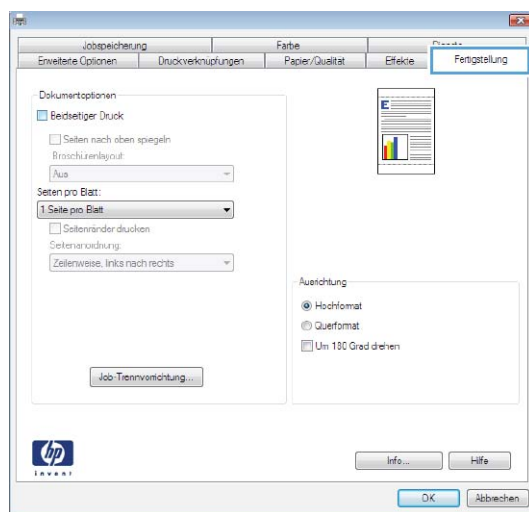 Jobspeicherung
Farbe
Dienste
Erweiterte Optionen
Druckverknüpfungen
Papier/Qualität
Effekte
Fertigstellung
Dokumentoptionen
Beidseitiger Druck
Seiten nach oben spiegeln
Broschürenlayout:
Aus
Seiten pro Blatt:
1 Seite pro Blatt
Seitenränder drucken
Seitenanordnung:
Zeilenweise, links nach rechts
Job-Trennvorrichtung...
E
Ausrichtung
Hochformat
Querformat
Um 180 Grad drehen
hp
invent
Info...
Hilfe
OK
Abbrechen